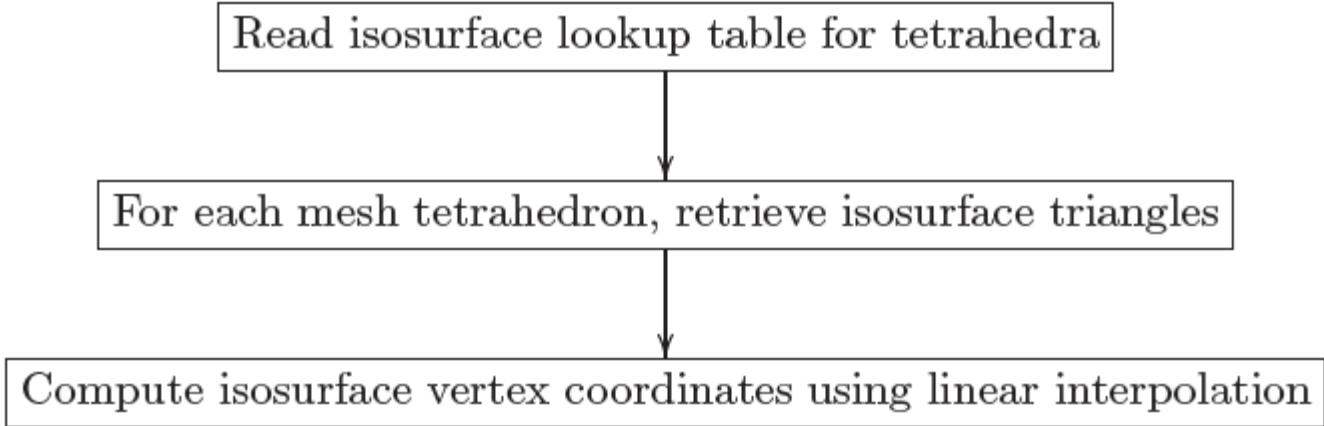 Read isosurface lookup table for tetrahedra
For each mesh tetrahedron, retrieve isosurface triangles
Compute isosurface vertex coordinates using linear interpolation